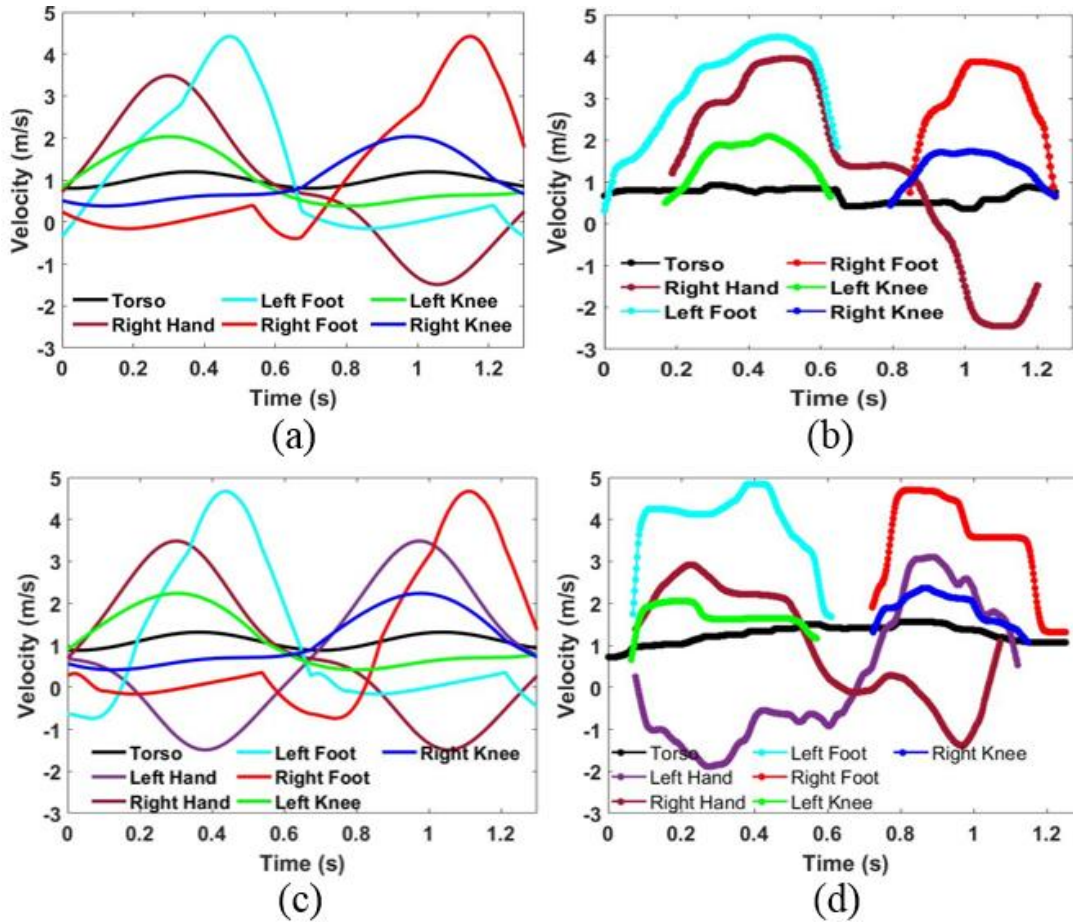 5
4
3
2
1
0
-1
-2
-3
Velocity (m/s)
Torso Left Foot Left Knee
Right Hand Right Foot Right Knee
0 0.2 0.4 0.6 0.8 1 1.2
Time (s)
(a)
5
4
3
2
1
0
-1
-2
-3
Velocity (m/s)
Torso Right Foot
Right Hand Left Knee
Left Foot Right Knee
0 0.2 0.4 0.6 0.8 1 1.2
Time (s)
(b)
5
4
3
2
1
0
-1
-2
-3
Velocity (m/s)
Torso Left Foot Right Knee
Left Hand Right Foot
Right Hand Left Knee
0 0.2 0.4 0.6 0.8 1 1.2
Time (s)
(c)
5
4
3
2
1
0
-1
-2
-3
Velocity (m/s)
Torso Left Foot Right Knee
Left Hand Right Foot
Right Hand Left Knee
0 0.2 0.4 0.6 0.8 1 1.2
Time (s)
(d)